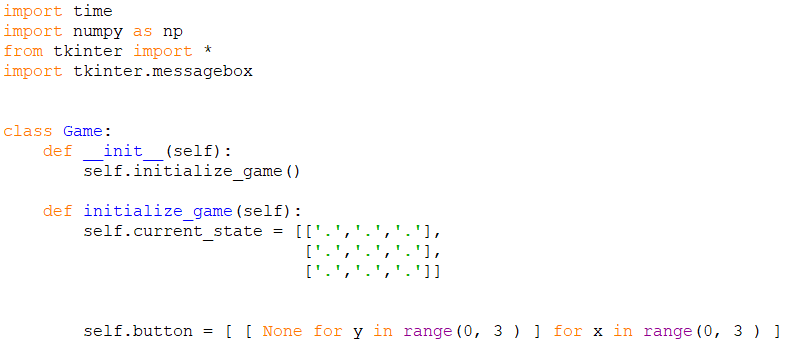 import time
import numpy as np
from tkinter import *
import tkinter.messagebox
class Game:
    def __init__(self):
        self.initialize_game()
    def initialize_game(self):
        self.current_state = [['.','.','.'],
                              ['.','.','.'],
                              ['.','.','.']]
        self.button = [ [ None for y in range(0, 3 ) ] for x in range(0, 3 ) ]